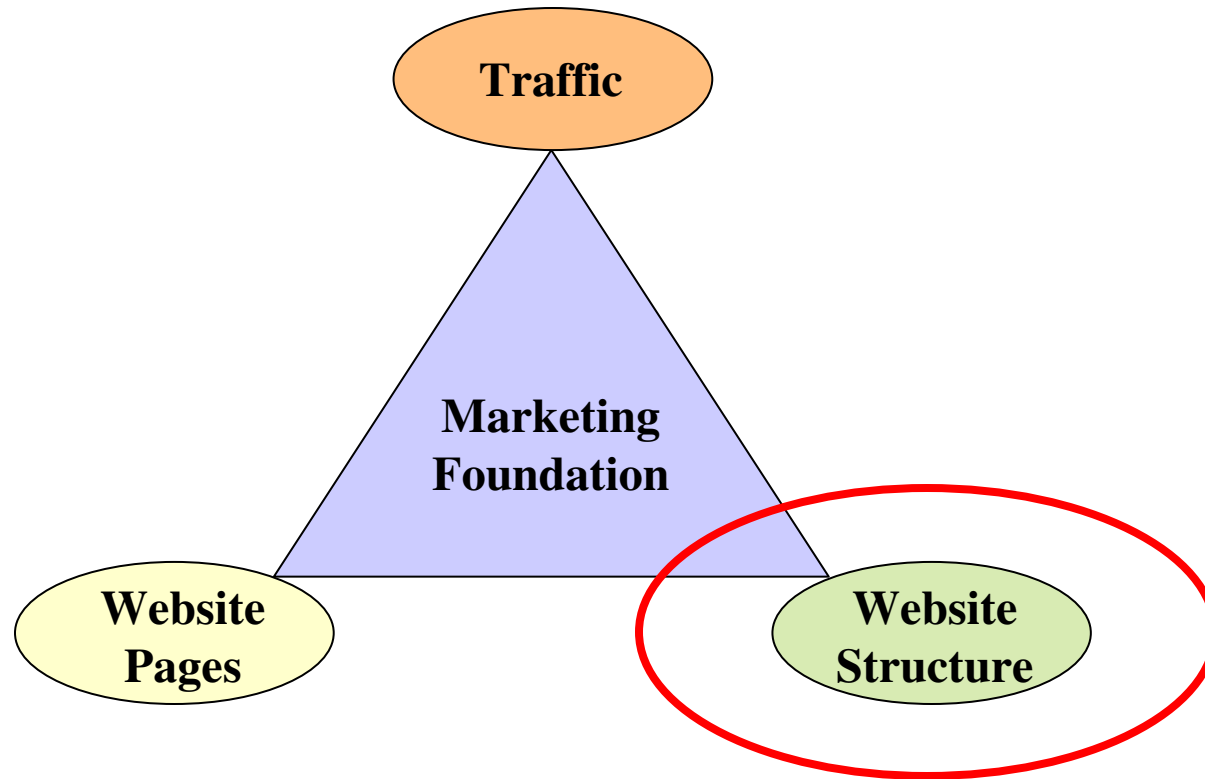 Traffic
Marketing
Foundation
Website
Pages
Website
Structure